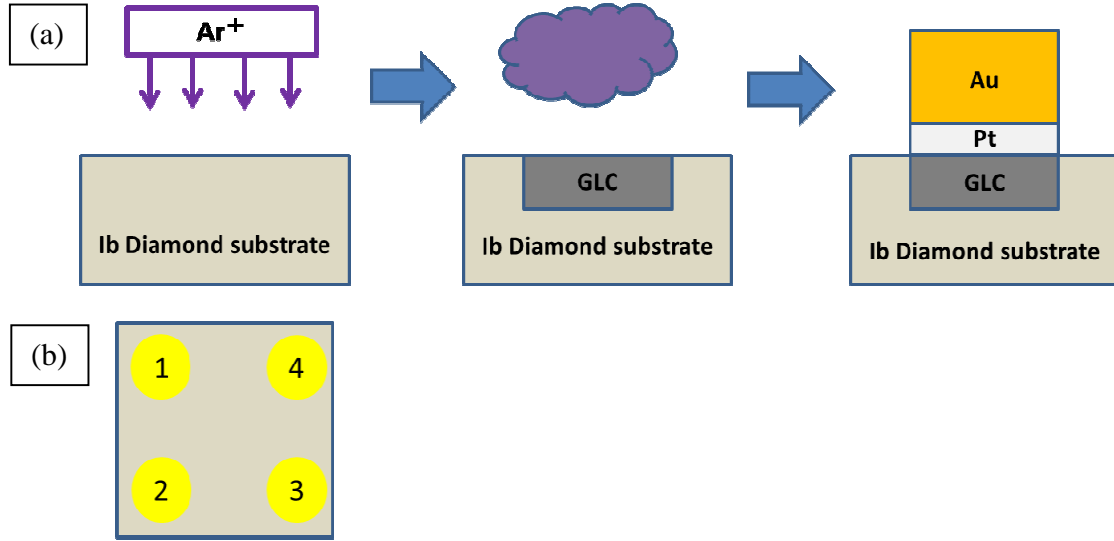 (a)
Ar⁺
Ib Diamond substrate
GLC
Ib Diamond substrate
Au
Pt
GLC
Ib Diamond substrate
(b)
1 4
2 3